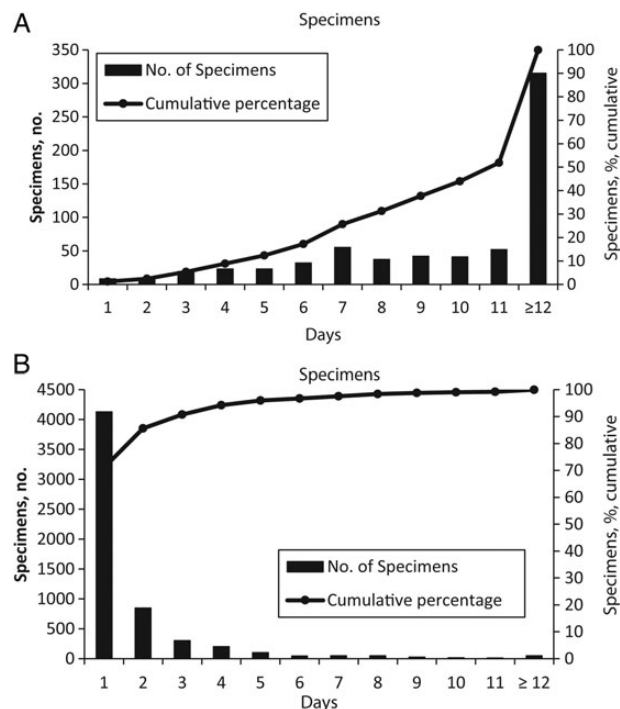 A
Specimens
350
300
250
200
150
100
50
0
100
90
80
70
60
50
40
30
20
10
0
Specimens, no.
Specimens, %, cumulative
No. of Specimens
Cumulative percentage
1 2 3 4 5 6 7 8 9 10 11 ≥12
Days
B
Specimens
4500
4000
3500
3000
2500
2000
1500
1000
500
0
100
90
80
70
60
50
40
30
20
10
0
Specimens, no.
Specimens, %, cumulative
No. of Specimens
Cumulative percentage
1 2 3 4 5 6 7 8 9 10 11 ≥ 12
Days